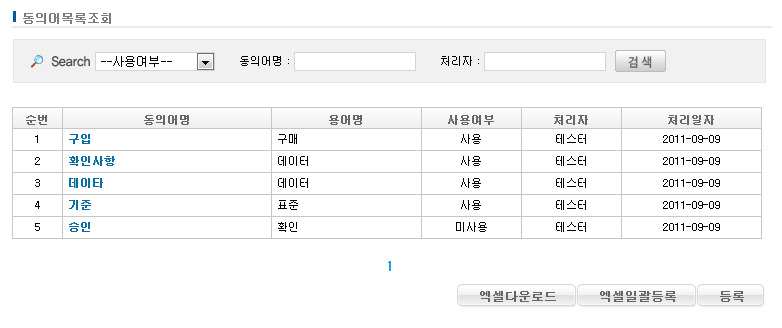 동의어목록조회
Search --사용여부-- 동의어명 : 처리자 : 검색
순번 동의어명 용어명 사용여부 처리자 처리일자
1 구입 구매 사용 테스터 2011-09-09
2 확인사항 데이터 사용 테스터 2011-09-09
3 데이타 데이터 사용 테스터 2011-09-09
4 기준 표준 사용 테스터 2011-09-09
5 승인 확인 미사용 테스터 2011-09-09
1
엑셀다운로드 엑셀일괄등록 등록